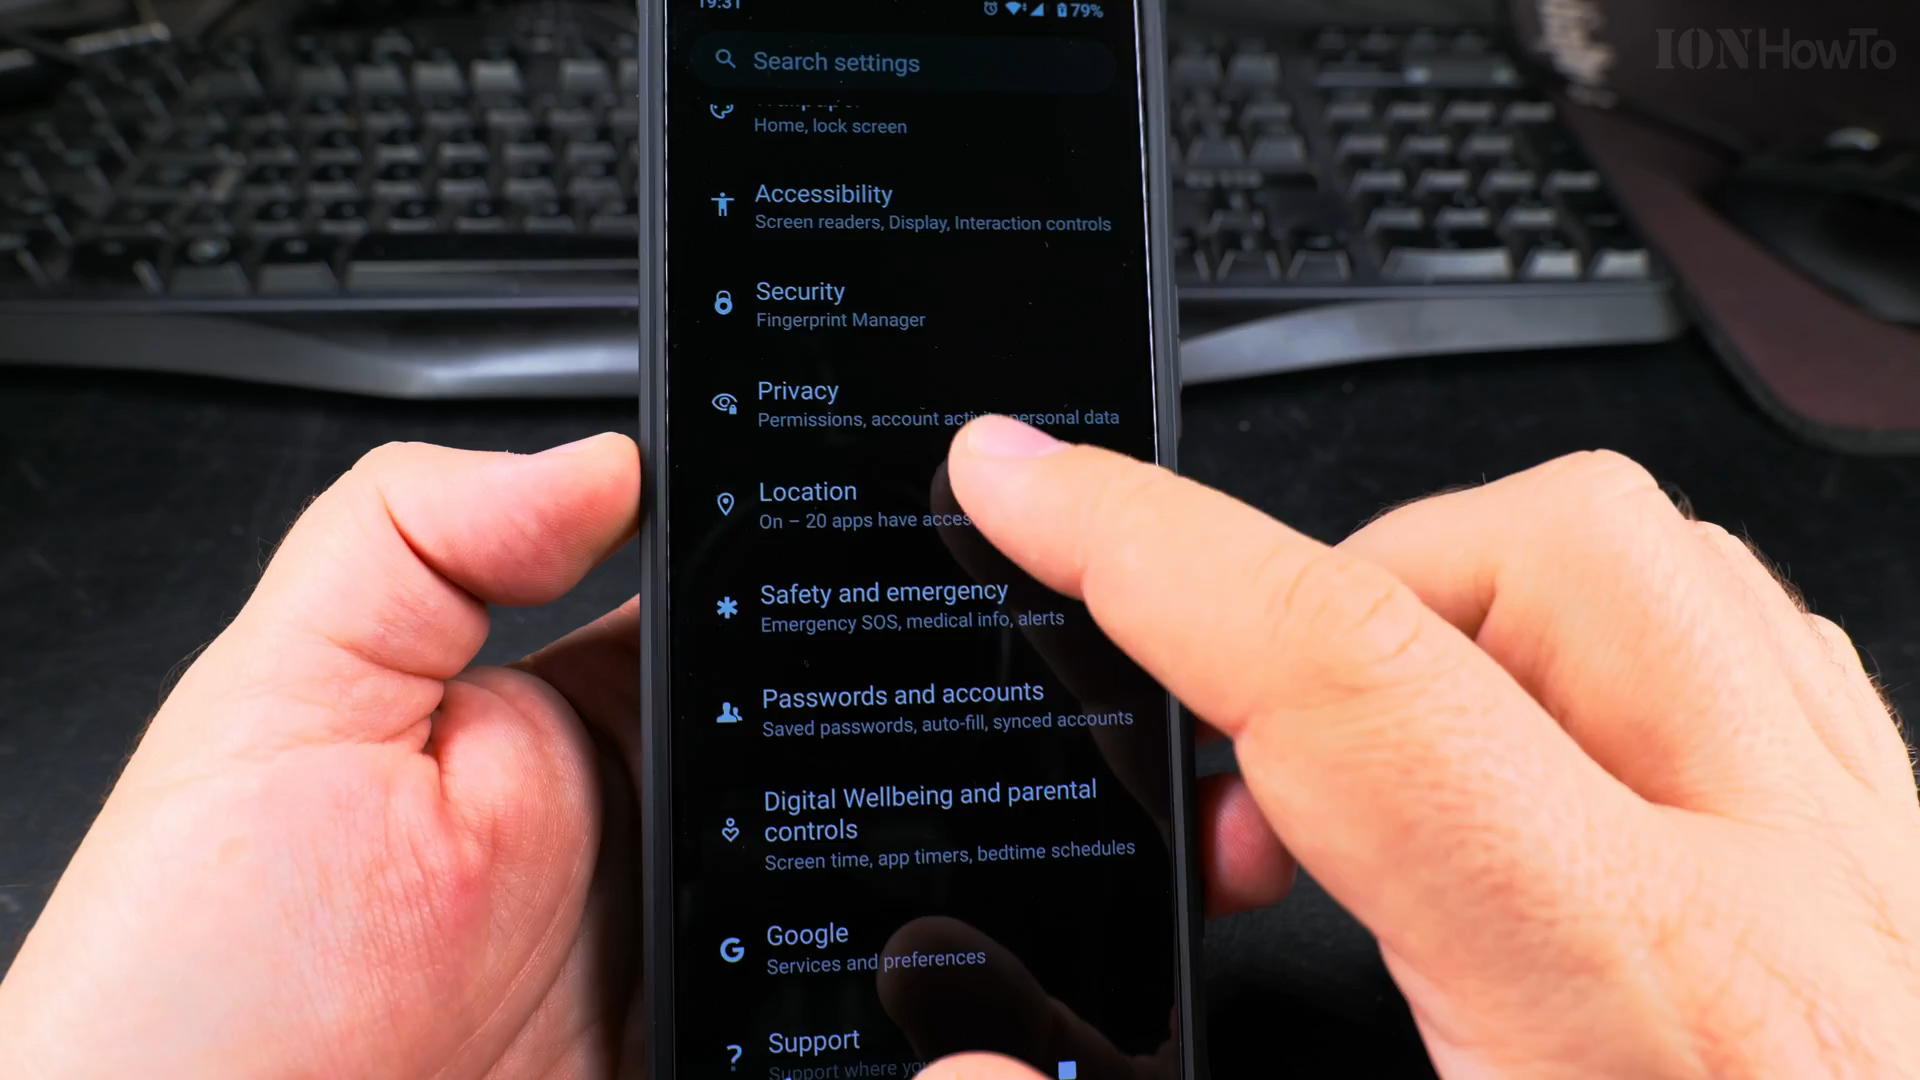 19:31
79%
IONHowTo
Search settings
Home, lock screen
Accessibility
Screen readers, Display, Interaction controls
Security
Fingerprint Manager
Privacy
Permissions, account personal data
Location
On – 20 apps have
Safety and emergency
Emergency SOS, medical info, alerts
Passwords and accounts
Saved passwords, auto-fill, synced accounts
Digital Wellbeing and parental
controls
Screen time, app timers, bedtime schedules
Google
Services and preferences
Support
Support where